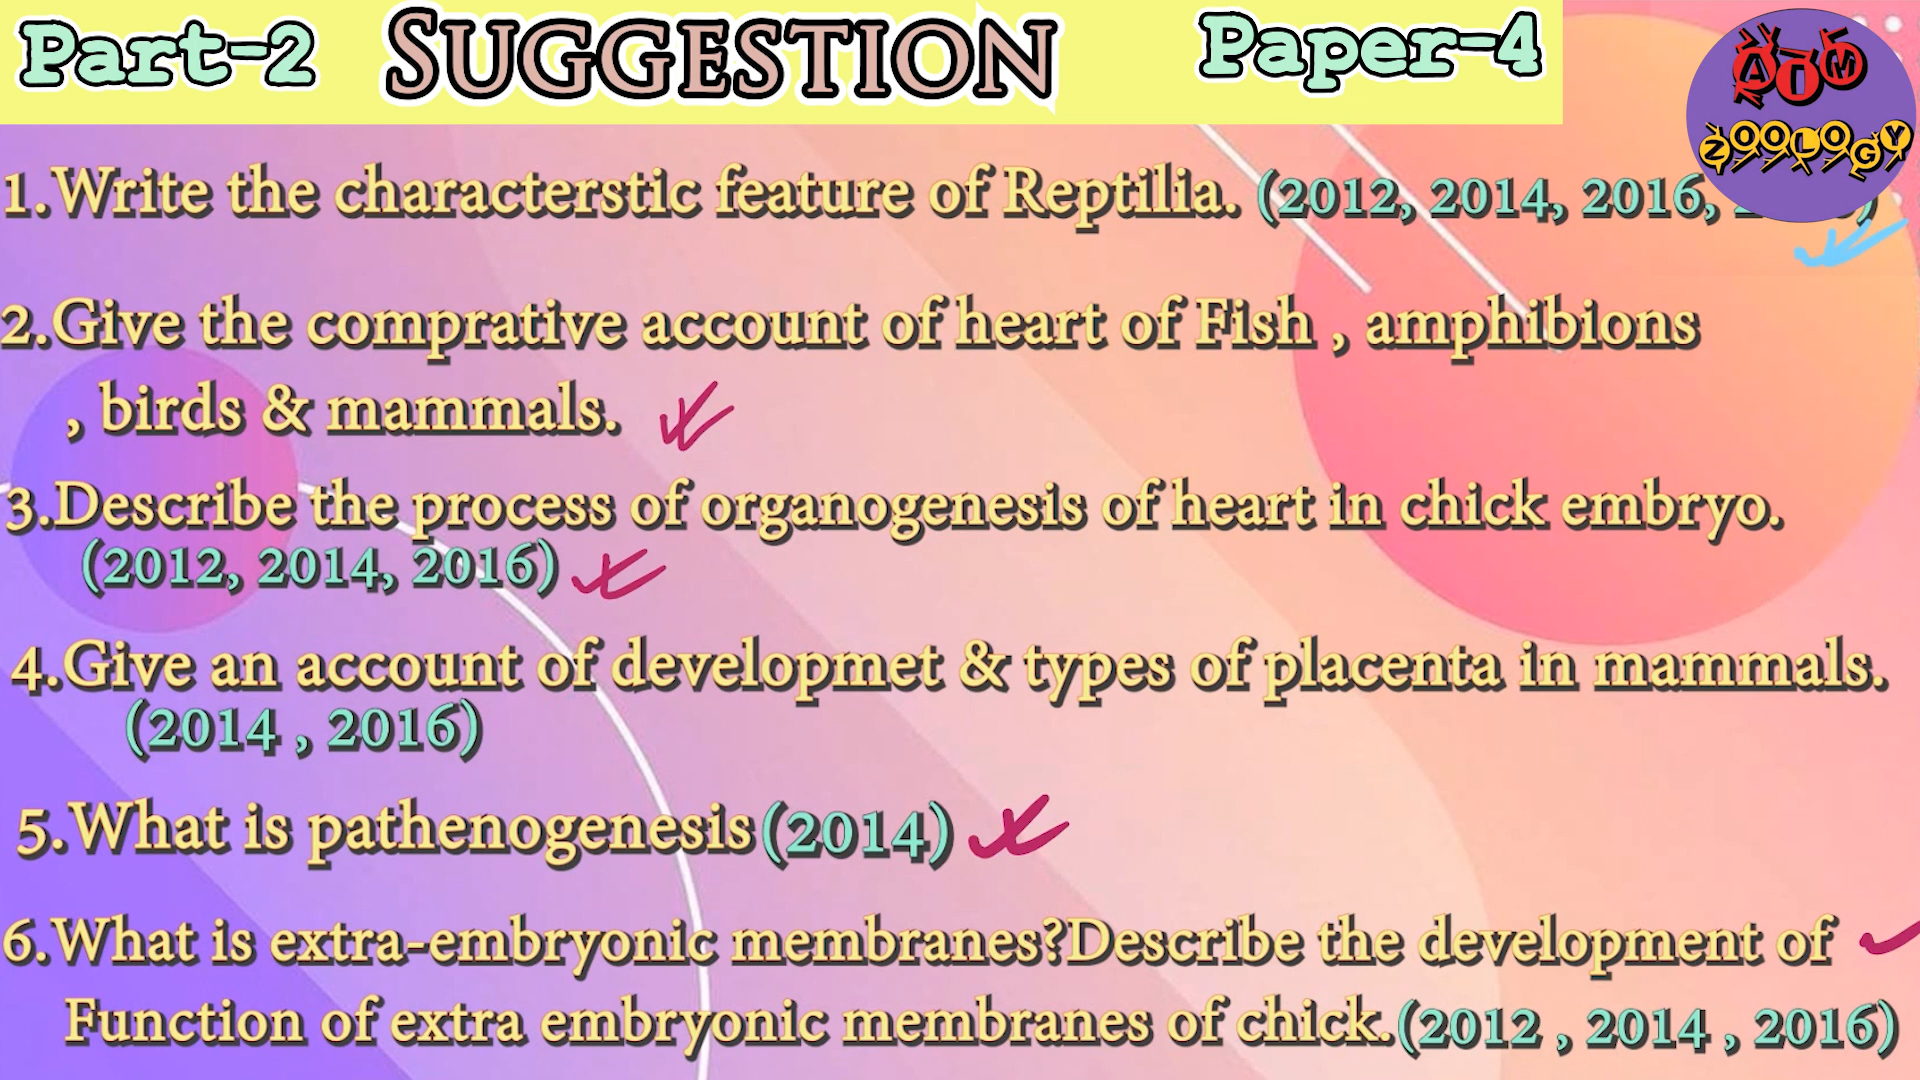 Part-2 SUGGESTION Paper-4
AIM
ZOOLOGY
1.Write the characterstic feature of Reptilia. (2012, 2014, 2016,
2.Give the comprative account of heart of Fish , amphibions
, birds & mammals.
3.Describe the process of organogenesis of heart in chick embryo.
(2012, 2014, 2016)
4.Give an account of developmet & types of placenta in mammals.
(2014 , 2016)
5.What is pathenogenesis(2014)
6.What is extra-embryonic membranes?Describe the development of
Function of extra embryonic membranes of chick.(2012 , 2014 , 2016)